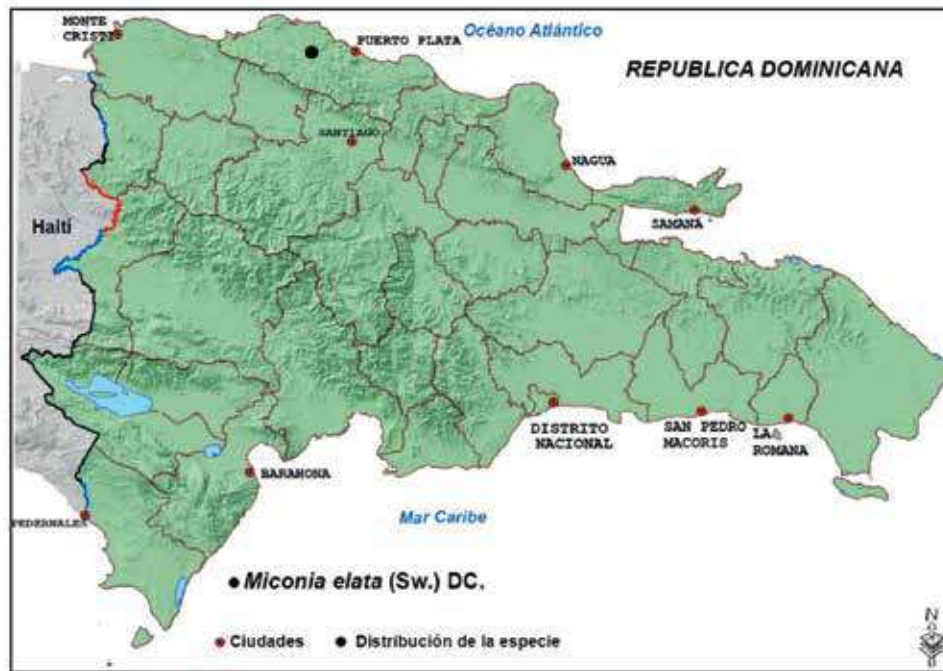 MONTE
CRISTI
Océano Atlántico
PUERTO PLATA
REPUBLICA DOMINICANA
SANTIAGO
NAGUA
SAMANA
Haití
DISTRITO
NACIONAL
SAN PEDRO
MACORIS
LA
ROMANA
BARAHONA
PEDERNALES
Mar Caribe
Miconia elata (Sw.) DC.
Ciudades
Distribución de la especie
N